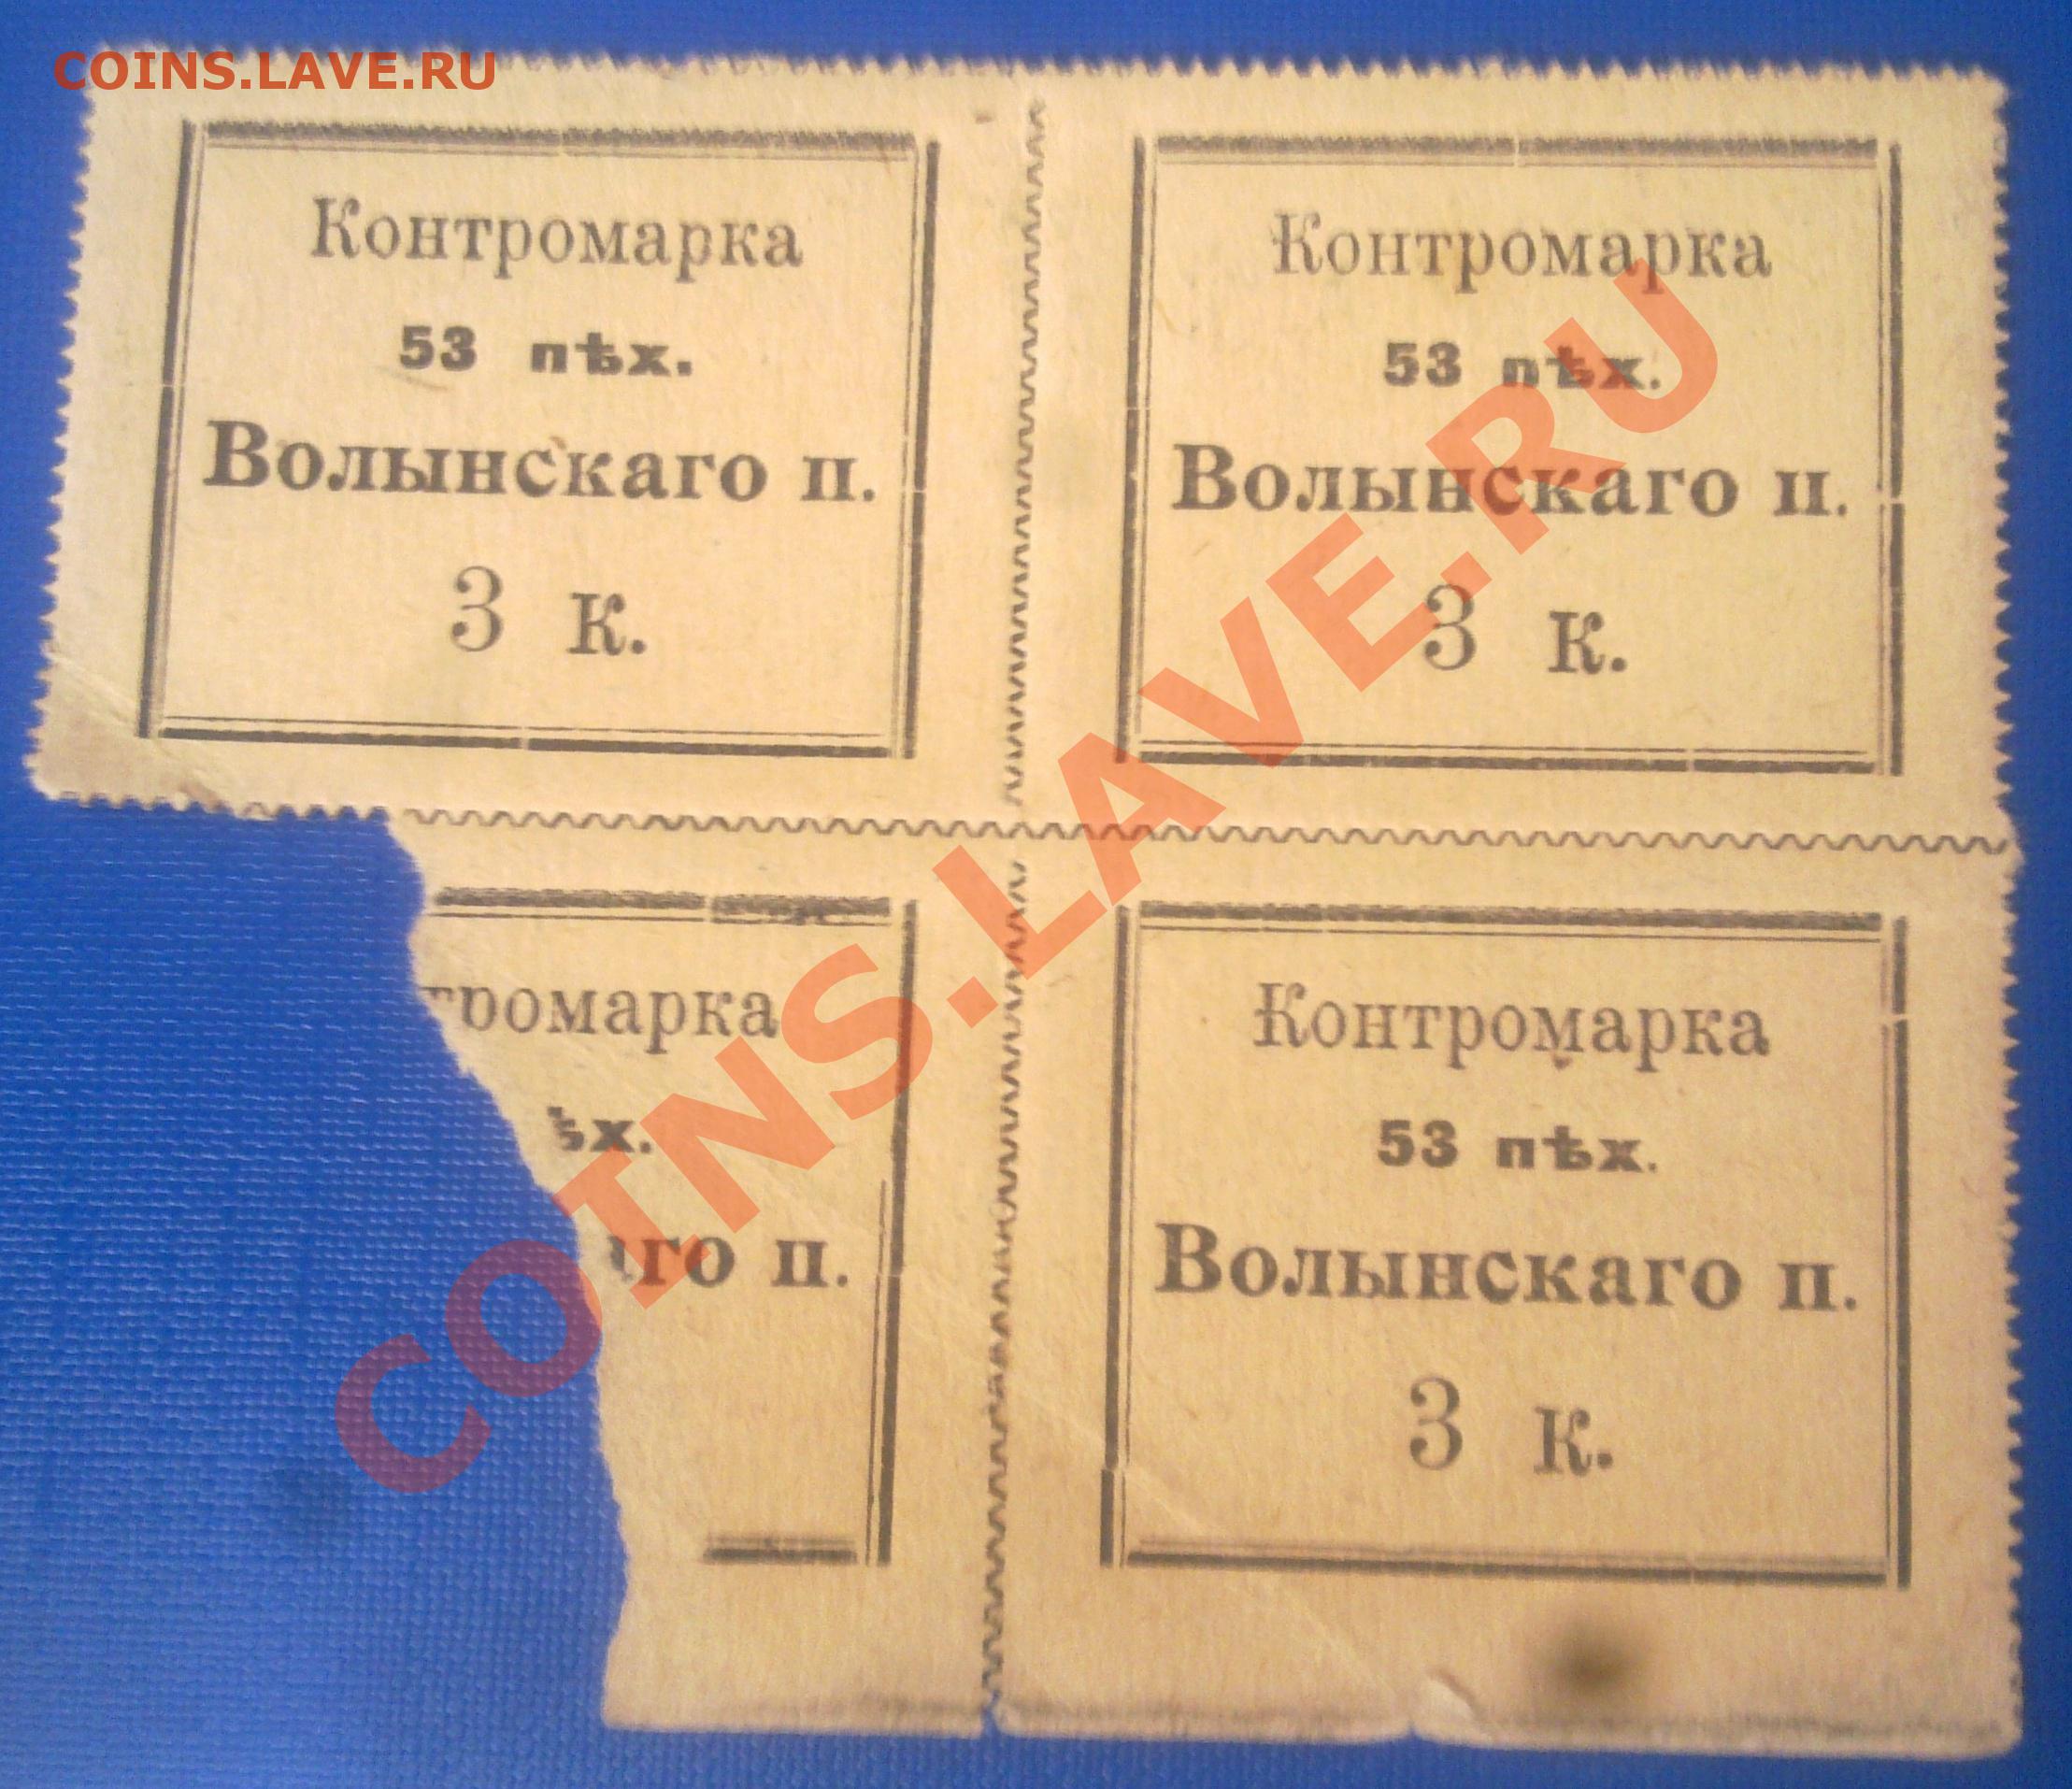 COINS.LAVE.RU
Контромарка
53 пѣх.
Волынскаго п.
3 к.
Контромарка
53 пѣх.
Волынскаго п.
3 к.
тромарка
ѣх.
аго п.
Контромарка
53 пѣх.
Волынскаго п.
3 к.
COINS.LAVE.RU